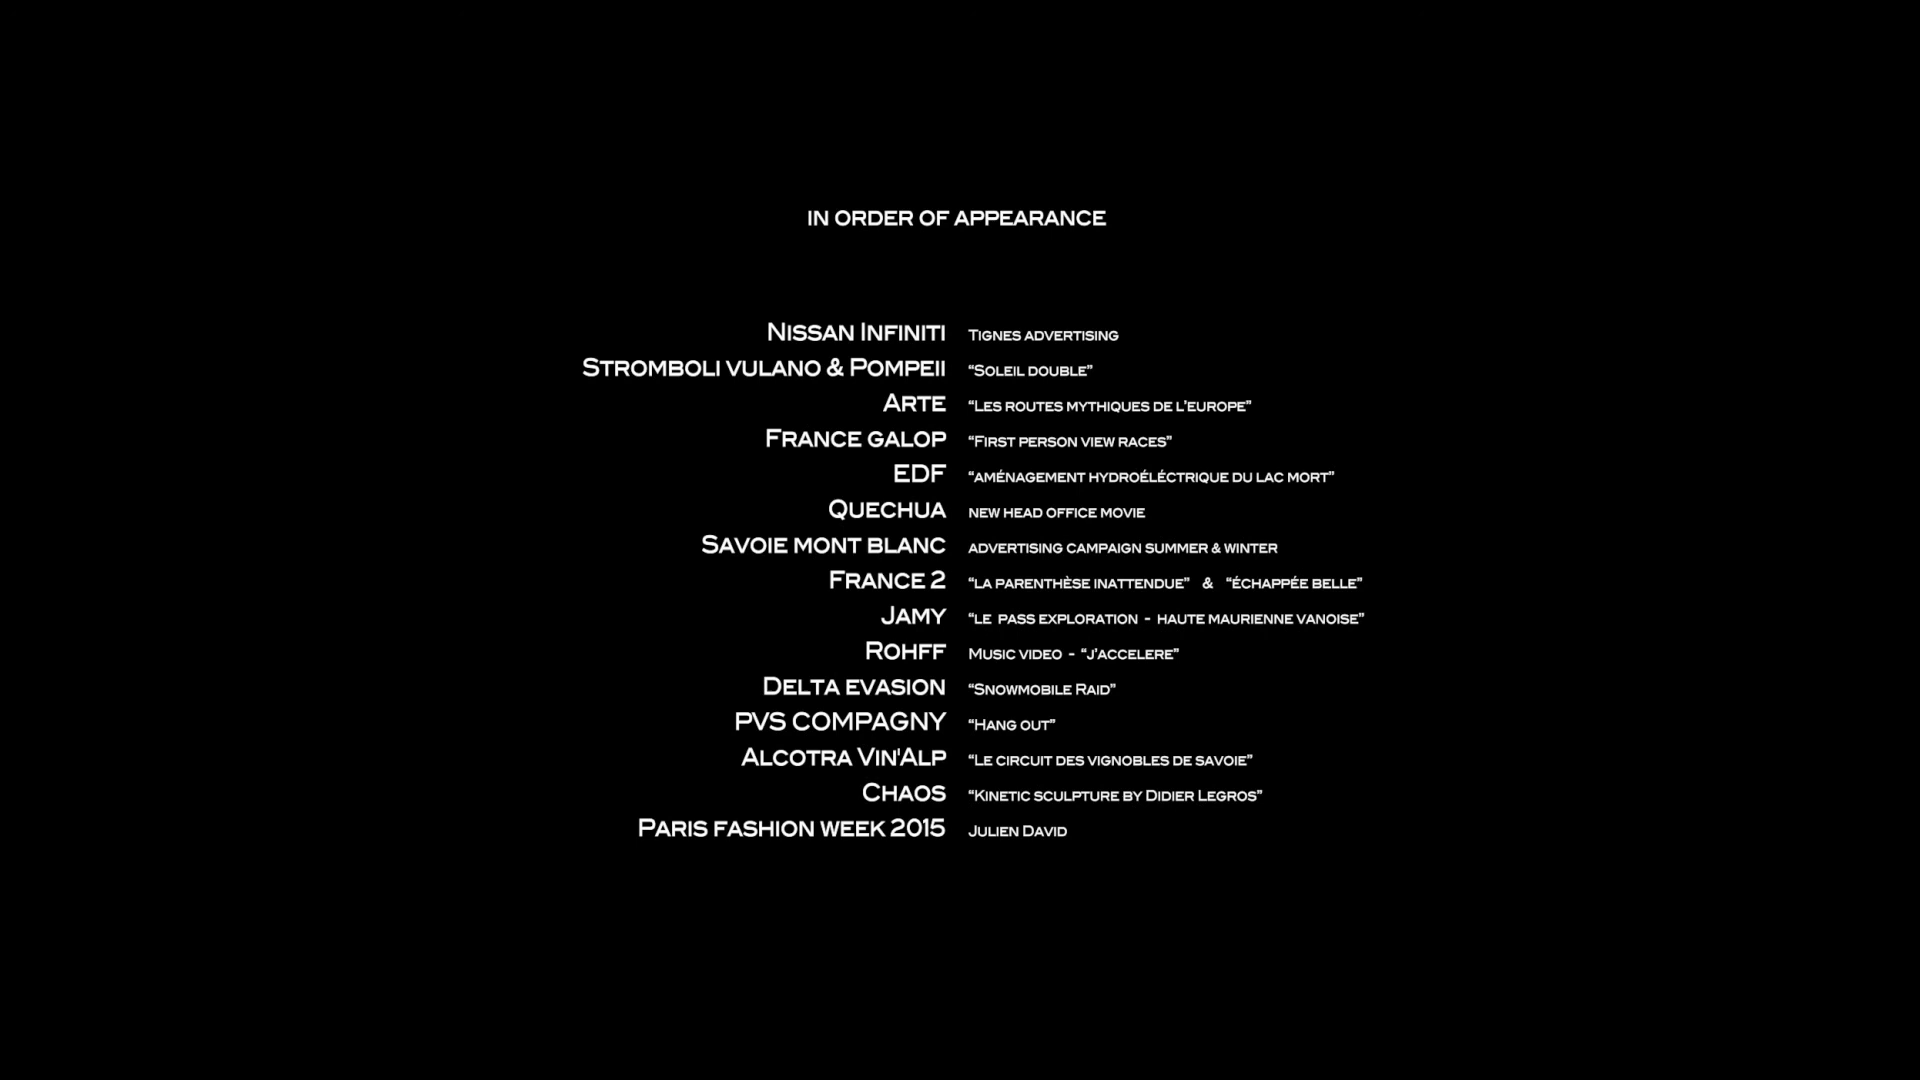 IN ORDER OF APPEARANCE
Nissan Infiniti Tignes advertising
Stromboli vulano & Pompeii “Soleil double”
Arte “Les routes mythiques de l’europe”
France galop “First person view races”
EDF “aménagement hydroéléctrique du lac mort”
Quechua new head office movie
Savoie mont blanc advertising campaign summer & winter
France 2 “la parenthèse inattendue” & “échappée belle”
Jamy “le pass exploration - haute maurienne vanoise”
Rohff Music video - “j’accelere”
Delta evasion “Snowmobile Raid”
PVS COMPAGNY “Hang out”
Alcotra Vin'Alp “Le circuit des vignobles de savoie”
Chaos “Kinetic sculpture by Didier Legros”
Paris fashion week 2015 Julien David